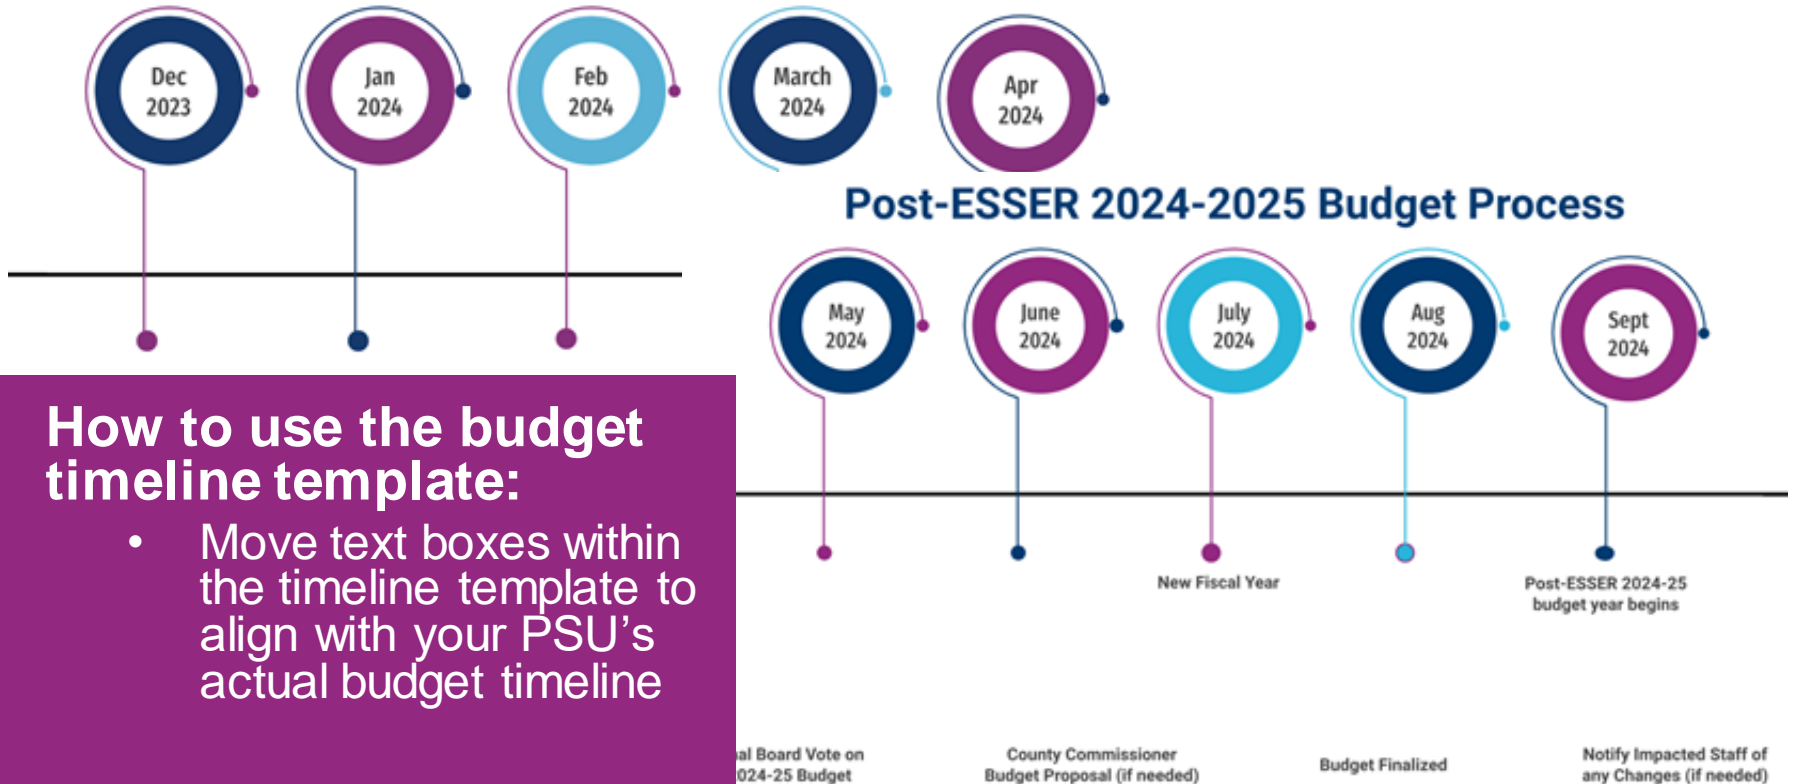 Dec
2023
Jan
2024
Feb
2024
March
2024
Apr
2024
Post-ESSER 2024-2025 Budget Process
May
2024
June
2024
July
2024
Aug
2024
Sept
2024
How to use the budget
timeline template:
• Move text boxes within
the timeline template to
align with your PSU’s
actual budget timeline
New Fiscal Year
Post-ESSER 2024-25
budget year begins
Board Vote on
Budget
County Commissioner
Budget Proposal (if needed)
Budget Finalized
Notify Impacted Staff of
any Changes (if needed)